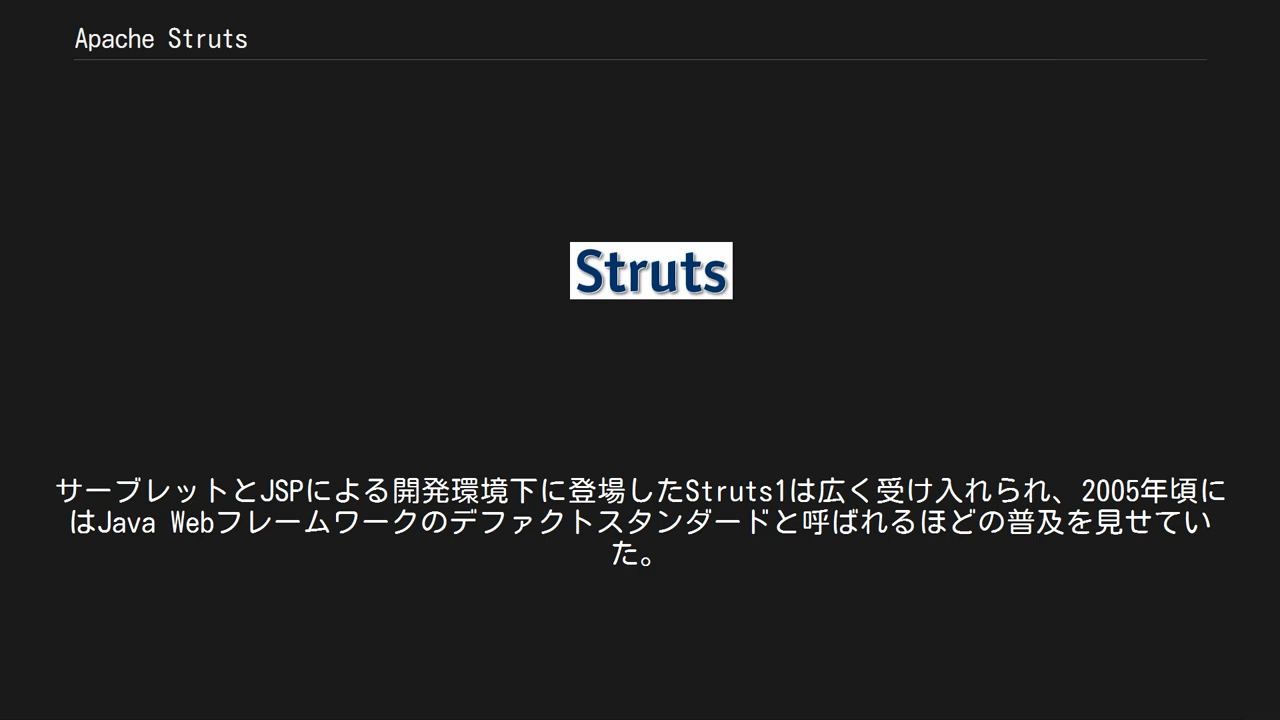 Apache Struts
Struts
サーブレットとJSPによる開発環境下に登場したStruts1は広く受け入れられ、2005年頃に
はJava Webフレームワークのデファクトスタンダードと呼ばれるほどの普及を見せてい
た。